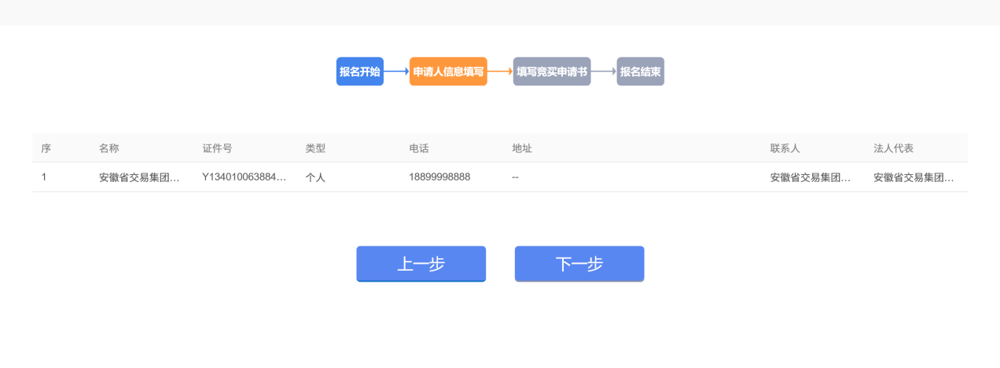 报名开始 申请人信息填写 填写竞买申请书 报名结束
序 名称 证件号 类型 电话 地址 联系人 法人代表
1 安徽省交易集团... Y134010063884... 个人 18899998888 -- 安徽省交易集团... 安徽省交易集团...
上一步 下一步